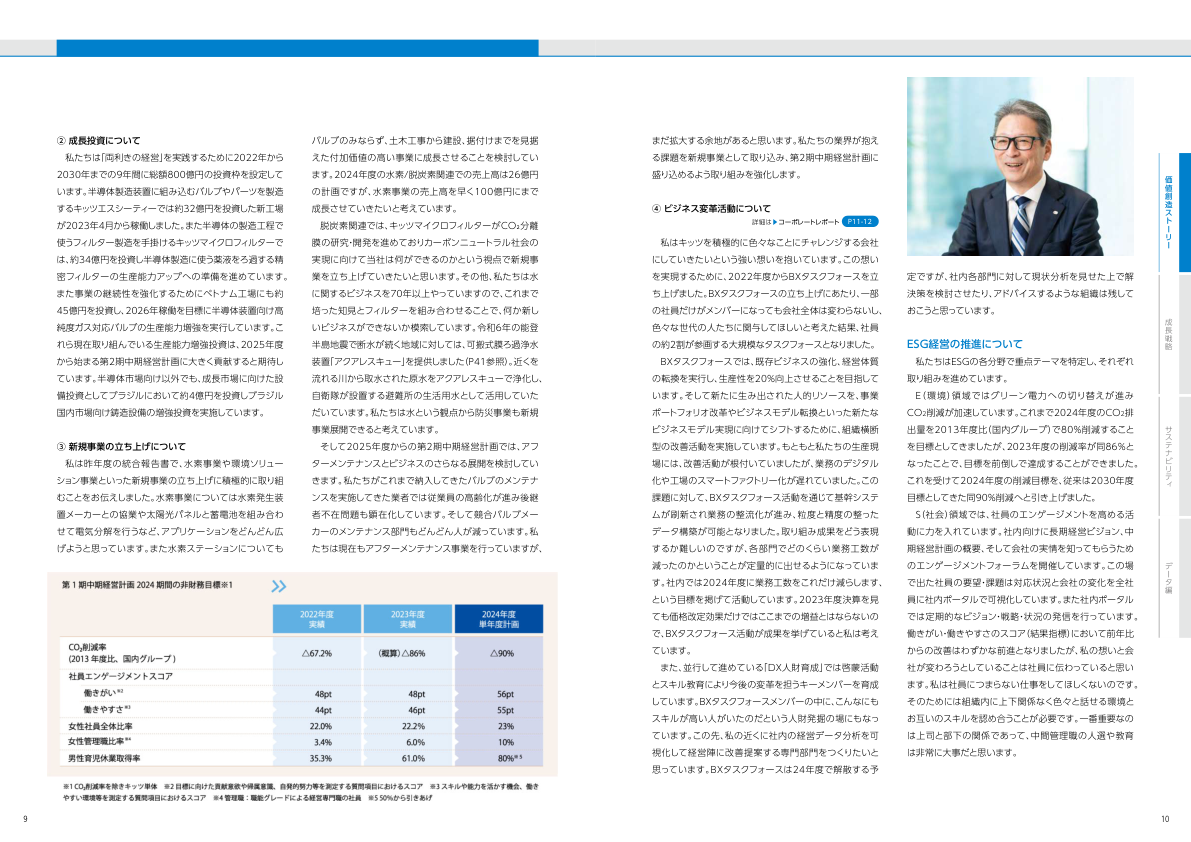 ② 成長投資について
　私たちは「両利きの経営」を実践するために2022年から
2030年までの9年間に総額800億円の投資枠を設定して
います。半導体製造装置に組み込むバルブやパーツを製造
するキッツエスシーティーでは約32億円を投資した新工場
が2023年4月から稼働しました。また半導体の製造工程で
使うフィルター製造を手掛けるキッツマイクロフィルターで
は、約34億円を投資し半導体製造に使う薬液をろ過する精
密フィルターの生産能力アップへの準備を進めています。
また事業の継続性を強化するためにベトナム工場にも約
45億円を投資し、2026年稼働を目標に半導体装置向け高
純度ガス対応バルブの生産能力増強を実行しています。こ
れら現在取り組んでいる生産能力増強投資は、2025年度
から始まる第2期中期経営計画に大きく貢献すると期待し
ています。半導体市場向け以外でも、成長市場に向けた設
備投資としてブラジルにおいて約4億円を投資しブラジル
国内市場向け鋳造設備の増強投資を実施しています。
③ 新規事業の立ち上げについて
　私は昨年度の統合報告書で、水素事業や環境ソリュー
ション事業といった新規事業の立ち上げに積極的に取り組
むことをお伝えしました。水素事業については水素発生装
置メーカーとの協業や太陽光パネルと蓄電池を組み合わ
せて電気分解を行うなど、アプリケーションをどんどん広
げようと思っています。また水素ステーションについても
バルブのみならず、土木工事から建設、据付けまでを見据
えた付加価値の高い事業に成長させることを検討してい
ます。2024年度の水素/脱炭素関連での売上高は26億円
の計画ですが、水素事業の売上高を早く100億円にまで
成長させていきたいと考えています。
　脱炭素関連では、キッツマイクロフィルターがCO₂分離
膜の研究・開発を進めておりカーボンニュートラル社会の
実現に向けて当社は何ができるのかという視点で新規事
業を立ち上げていきたいと思います。その他、私たちは水
に関するビジネスを70年以上やっていますので、これまで
培った知見とフィルターを組み合わせることで、何か新し
いビジネスができないか模索しています。令和6年の能登
半島地震で断水が続く地域に対しては、可搬式膜ろ過浄水
装置「アクアレスキュー」を提供しました（P41参照）。近くを
流れる川から取水された原水をアクアレスキューで浄化し、
自衛隊が設置する避難所の生活用水として活用していた
だいています。私たちは水という観点から防災事業も新規
事業展開できると考えています。
　そして2025年度からの第2期中期経営計画では、アフ
ターメンテナンスとビジネスのさらなる展開を検討してい
きます。私たちがこれまで納入してきたバルブのメンテナ
ンスを実施してきた業者では従業員の高齢化が進み後継
者不在問題も顕在化しています。そして競合バルブメー
カーのメンテナンス部門もどんどん人が減っています。私
たちは現在もアフターメンテナンス事業を行っていますが、
第1期中期経営計画 2024 期間の非財務目標※1
2022年度 2023年度 2024年度
実績 実績 単年度計画
CO₂削減率
(2013 年度比、国内グループ) △67.2% （概算）△86% △90%
社員エンゲージメントスコア
働きがい※2 48pt 48pt 56pt
働きやすさ※3 44pt 46pt 55pt
女性社員全体比率 22.0% 22.2% 23%
女性管理職比率※4 3.4% 6.0% 10%
男性育児休業取得率 35.3% 61.0% 80%※5
※1 CO₂削減率を除きキッツ単体　※2 目標に向けた貢献意欲や帰属意識、自発的努力等を測定する質問項目におけるスコア　※3 スキルや能力を活かす機会、働き
やすい環境等を測定する質問項目におけるスコア　※4 管理職：職能グレードによる経営専門職の社員　※5 50%から引きあげ
9
まだ拡大する余地があると思います。私たちの業界が抱え
る課題を新規事業として取り込み、第2期中期経営計画に
盛り込めるよう取り組みを強化します。
④ ビジネス変革活動について
詳細は▶コーポレートレポート P11-12
　私はキッツを積極的に色々なことにチャレンジする会社
にしていきたいという強い想いを抱いています。この想い
を実現するために、2022年度からBXタスクフォースを立
ち上げました。BXタスクフォースの立ち上げにあたり、一部
の社員だけがメンバーになっても会社全体は変わらないし、
色々な世代の人たちに関与してほしいと考えた結果、社員
の約2割が参画する大規模なタスクフォースとなりました。
　BXタスクフォースでは、既存ビジネスの強化、経営体質
の転換を実行し、生産性を20%向上させることを目指して
います。そして新たに生み出された人的リソースを、事業
ポートフォリオ改革やビジネスモデル転換といった新たな
ビジネスモデル実現に向けてシフトするために、組織横断
型の改善活動を実施しています。もともと私たちの生産現
場には、改善活動が根付いていましたが、業務のデジタル
化や工場のスマートファクトリー化が遅れていました。この
課題に対して、BXタスクフォース活動を通じて基幹システ
ムが刷新され業務の整流化が進み、粒度と精度の整った
データ構築が可能となりました。取り組み成果をどう表現
するか難しいのですが、各部門でどのくらい業務工数が
減ったのかということが定量的に出せるようになっていま
す。社内では2024年度に業務工数をこれだけ減らします、
という目標を掲げて活動しています。2023年度決算を見
ても価格改定効果だけではここまでの増益とはならないの
で、BXタスクフォース活動が成果を挙げていると私は考え
ています。
　また、並行して進めている「DX人財育成」では啓蒙活動
とスキル教育により今後の変革を担うキーメンバーを育成
しています。BXタスクフォースメンバーの中に、こんなにも
スキルが高い人がいたのだという人財発掘の場にもなっ
ています。この先、私の近くに社内の経営データ分析を可
視化して経営陣に改善提案する専門部門をつくりたいと
思っています。BXタスクフォースは24年度で解散する予
定ですが、社内各部門に対して現状分析を見せた上で解
決策を検討させたり、アドバイスするような組織は残して
おこうと思っています。
ESG経営の推進について
　私たちはESGの各分野で重点テーマを特定し、それぞれ
取り組みを進めています。
　E（環境）領域ではグリーン電力への切り替えが進み
CO₂削減が加速しています。これまで2024年度のCO₂排
出量を2013年度比（国内グループ）で80%削減すること
を目標としてきましたが、2023年度の削減率が同86%と
なったことで、目標を前倒しで達成することができました。
これを受けて2024年度の削減目標を、従来は2030年度
目標としてきた同90%削減へと引き上げました。
　S（社会）領域では、社員のエンゲージメントを高める活
動に力を入れています。社内向けに長期経営ビジョン、中
期経営計画の概要、そして会社の実情を知ってもらうため
のエンゲージメントフォーラムを開催しています。この場
で出た社員の要望・課題は対応状況と会社の変化を全社
員に社内ポータルで可視化しています。また社内ポータル
では定期的なビジョン・戦略・状況の発信を行っています。
働きがい・働きやすさのスコア（結果指標）において前年比
からの改善はわずかな前進となりましたが、私の想いと会
社が変わろうとしていることは社員に伝わっていると思い
ます。私は社員につまらない仕事をしてほしくないのです。
そのためには組織内に上下関係なく色々と話せる環境と
お互いのスキルを認め合うことが必要です。一番重要なの
は上司と部下の関係であって、中間管理職の人選や教育
は非常に大事だと思います。
価値創造ストーリー
成長戦略
サステナビリティ
データ編
10